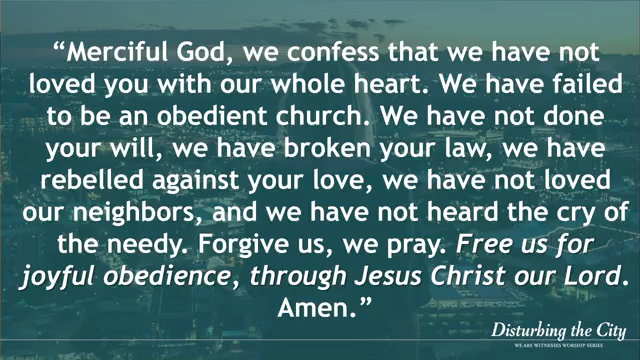 “Merciful God, we confess that we have not
loved you with our whole heart. We have failed
to be an obedient church. We have not done
your will, we have broken your law, we have
rebelled against your love, we have not loved
our neighbors, and we have not heard the cry of
the needy. Forgive us, we pray. Free us for
joyful obedience, through Jesus Christ our Lord.
Amen.”
Disturbing the City
WE ARE WITNESSES WORSHIP SERIES